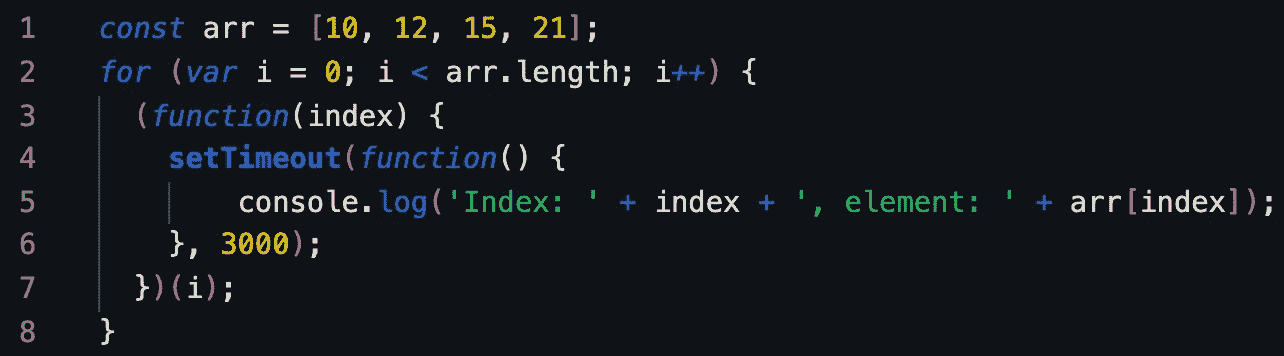 1 const arr = [10, 12, 15, 21];
2 for (var i = 0; i < arr.length; i++) {
3 (function(index) {
4 setTimeout(function() {
5 console.log('Index: ' + index + ', element: ' + arr[index]);
6 }, 3000);
7 })(i);
8 }